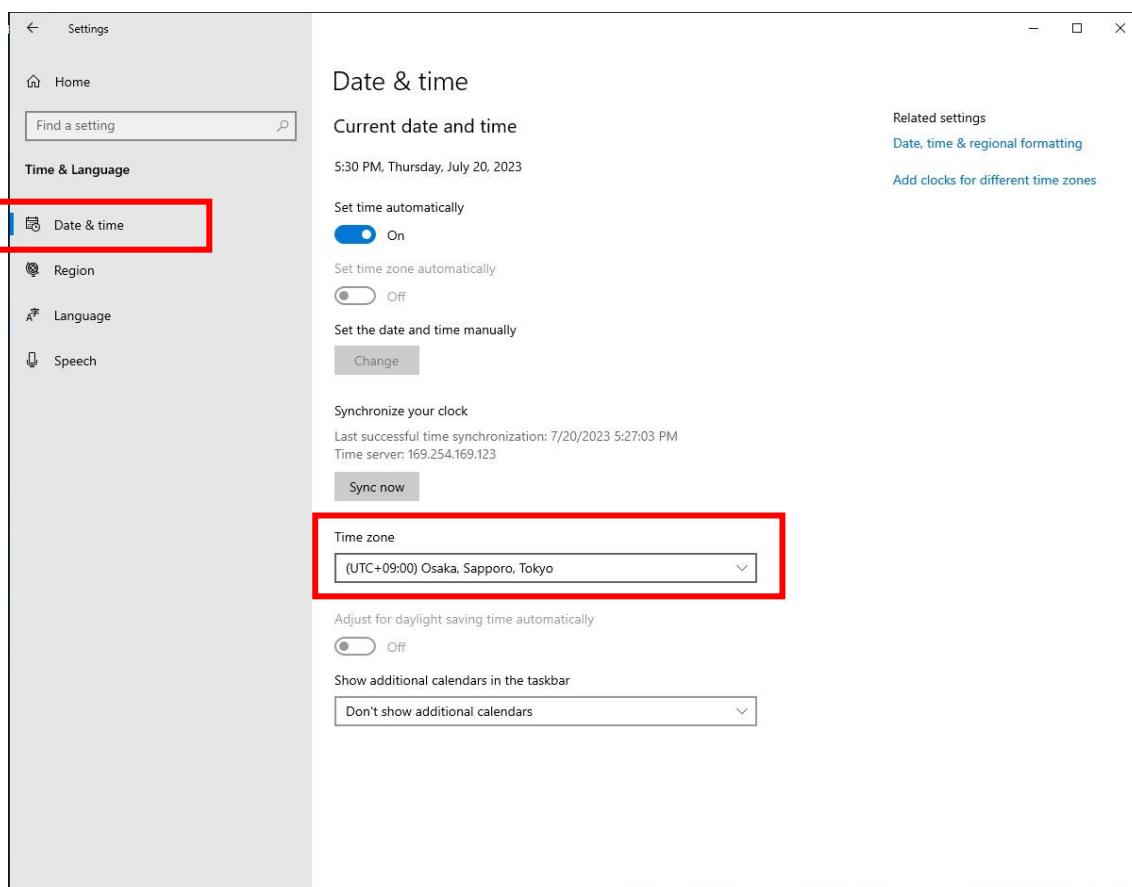 Settings
Home
Find a setting
Time & Language
Date & time
Region
Language
Speech
Date & time
Current date and time
5:30 PM, Thursday, July 20, 2023
Set time automatically
On
Set time zone automatically
Off
Set the date and time manually
Change
Synchronize your clock
Last successful time synchronization: 7/20/2023 5:27:03 PM
Time server: 169.254.169.123
Sync now
Time zone
(UTC+09:00) Osaka, Sapporo, Tokyo
Adjust for daylight saving time automatically
Off
Show additional calendars in the taskbar
Don't show additional calendars
Related settings
Date, time & regional formatting
Add clocks for different time zones